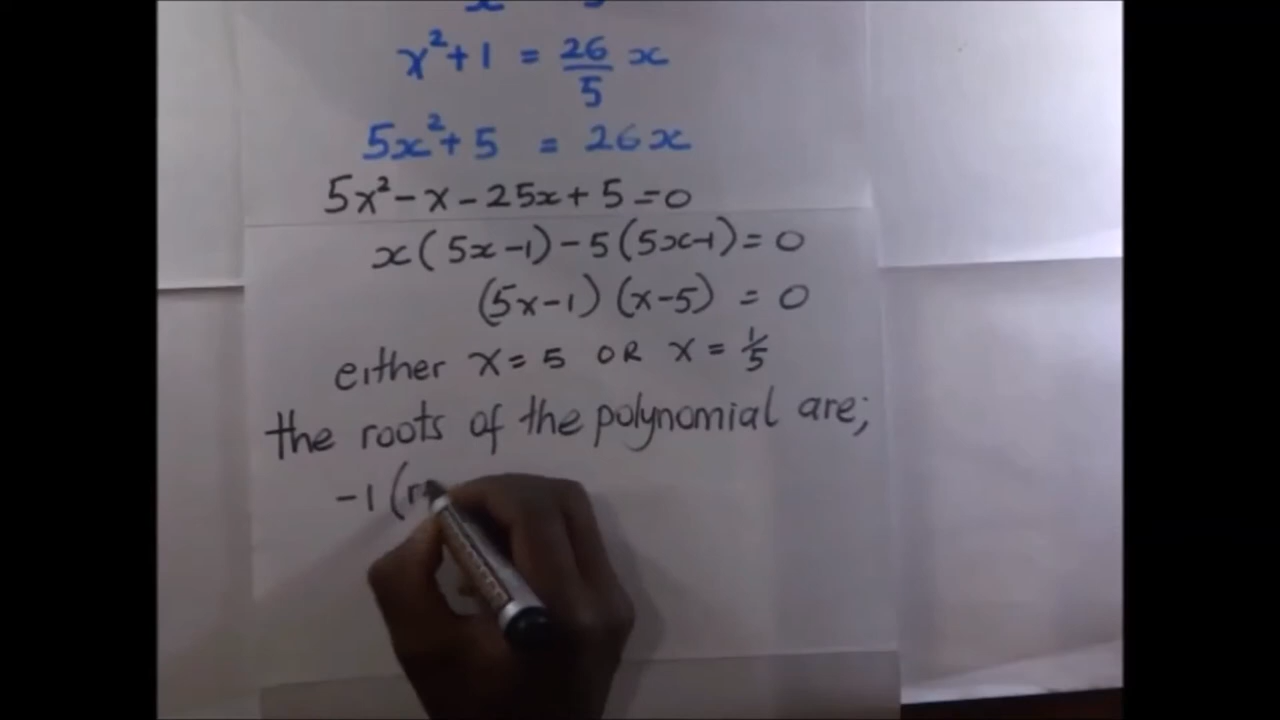 x²+1 = 26/5 x
5x²+5 = 26x
5x²-x-25x+5=0
x(5x-1)-5(5x-1)=0
(5x-1)(x-5) = 0
either x=5 OR x=1/5
the roots of the polynomial are;
-1 (